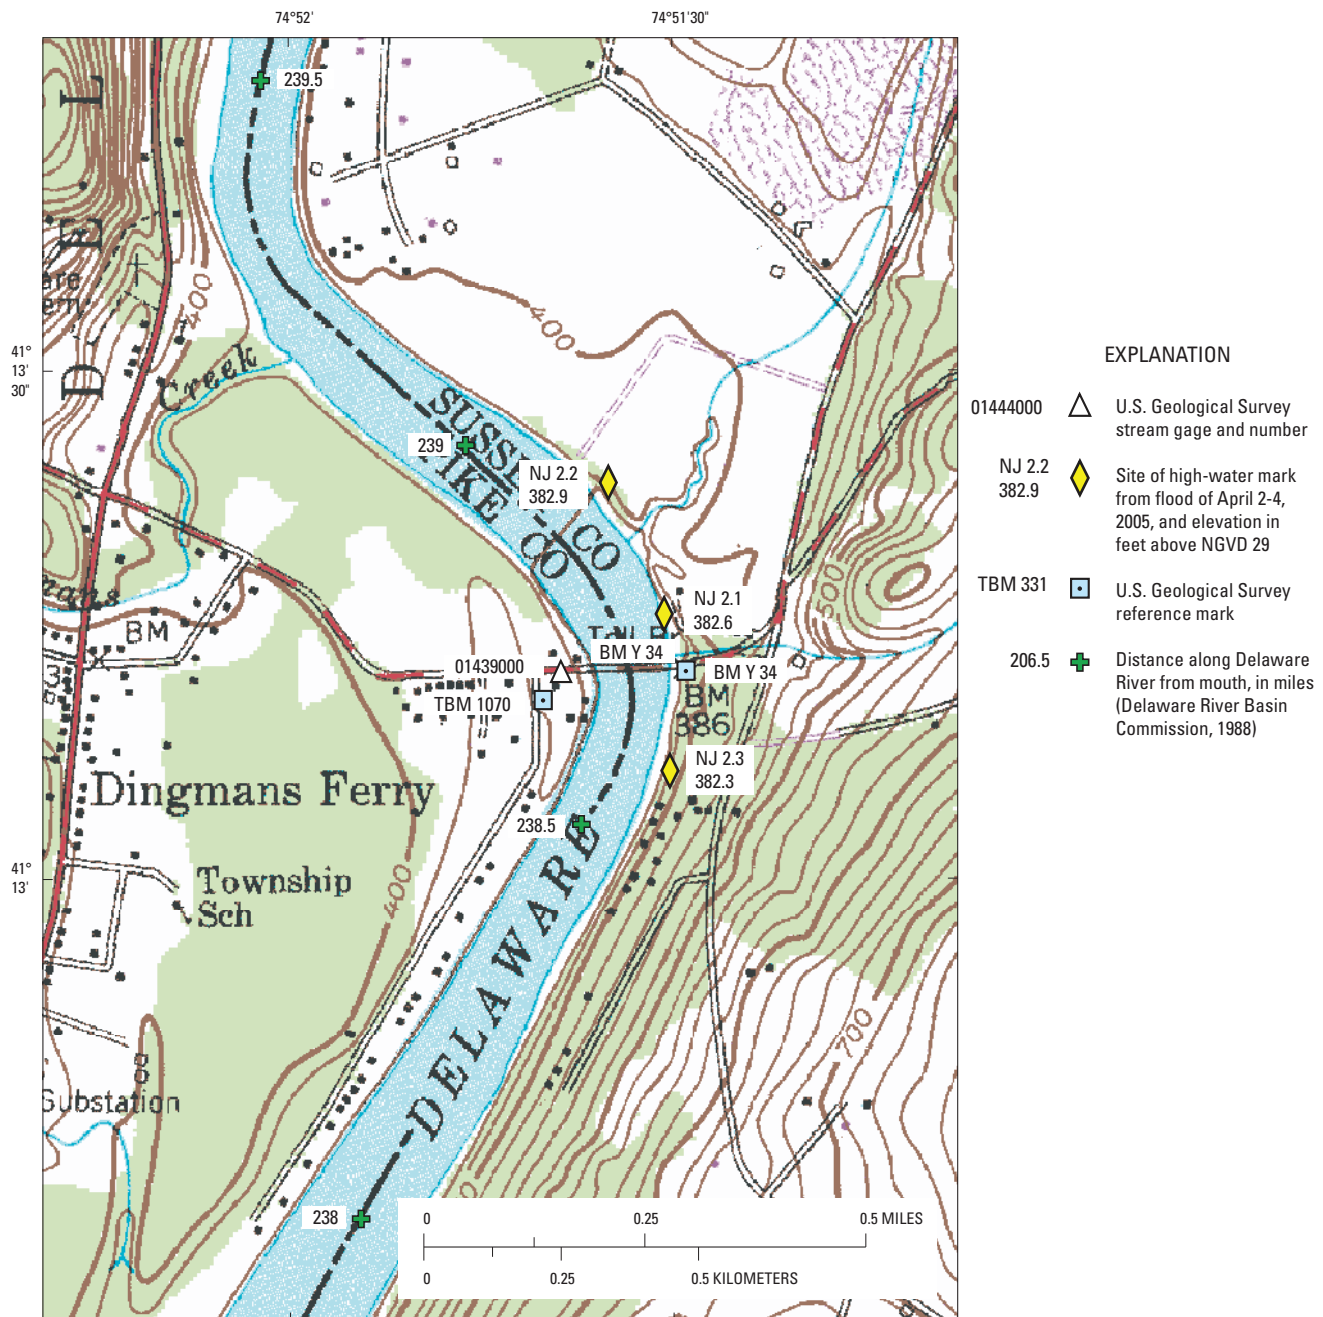 74°52'
74°51'30"
239.5
D E L
400
400
41°
13'
30"
Creek
SUSSEX CO
PIKE CO
239
NJ 2.2
382.9
NJ 2.1
382.6
500
BM
01439000
BM Y 34
BM Y 34
TBM 1070
BM
386
NJ 2.3
382.3
Dingmans Ferry
238.5
DELAWARE
41°
13'
Township
Sch
400
700
Substation
238
0
0.25
0.5 MILES
0
0.25
0.5 KILOMETERS
EXPLANATION
01444000
U.S. Geological Survey
stream gage and number
NJ 2.2
382.9
Site of high-water mark
from flood of April 2-4,
2005, and elevation in
feet above NGVD 29
TBM 331
U.S. Geological Survey
reference mark
206.5
Distance along Delaware
River from mouth, in miles
(Delaware River Basin
Commission, 1988)